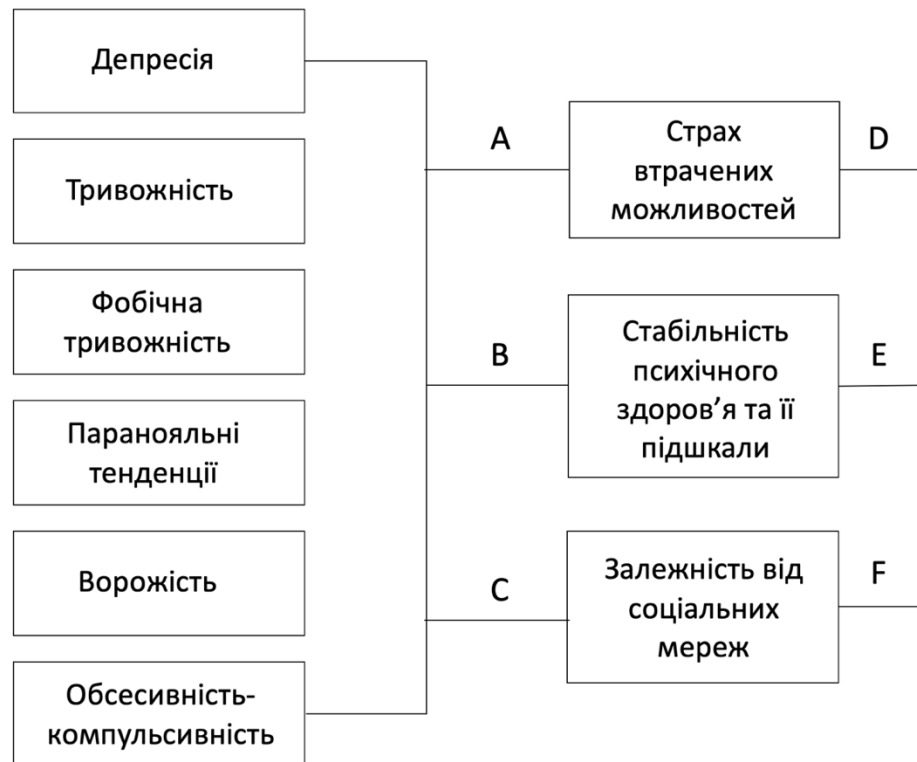 Депресія
Тривожність
Фобічна
тривожність
Паранояльні
тенденції
Ворожість
Обсесивність-
компульсивність
A
B
C
Страх
втрачених
можливостей
Стабільність
психічного
здоров’я та її
підшкали
Залежність від
соціальних
мереж
D
E
F